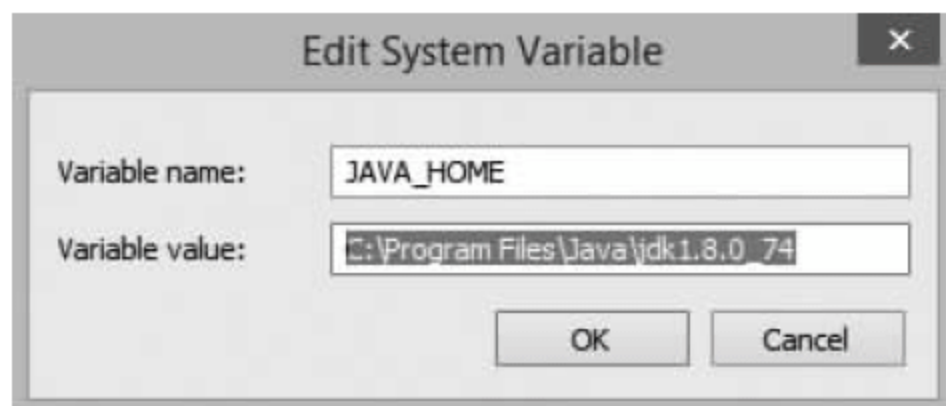 Edit System Variable
Variable name: JAVA_HOME
Variable value: C:\Program Files\Java\jdk1.8.0_74
OK Cancel